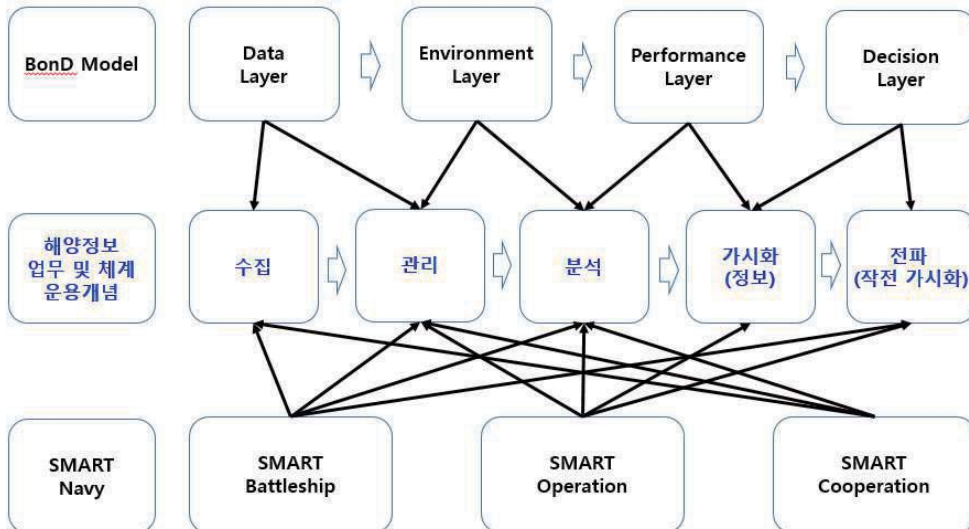 BonD Model
Data
Layer
Environment
Layer
Performance
Layer
Decision
Layer
해양정보
업무 및 체계
운용개념
수집
관리
분석
가시화
(정보)
전파
(작전 가시화)
SMART
Navy
SMART
Battleship
SMART
Operation
SMART
Cooperation